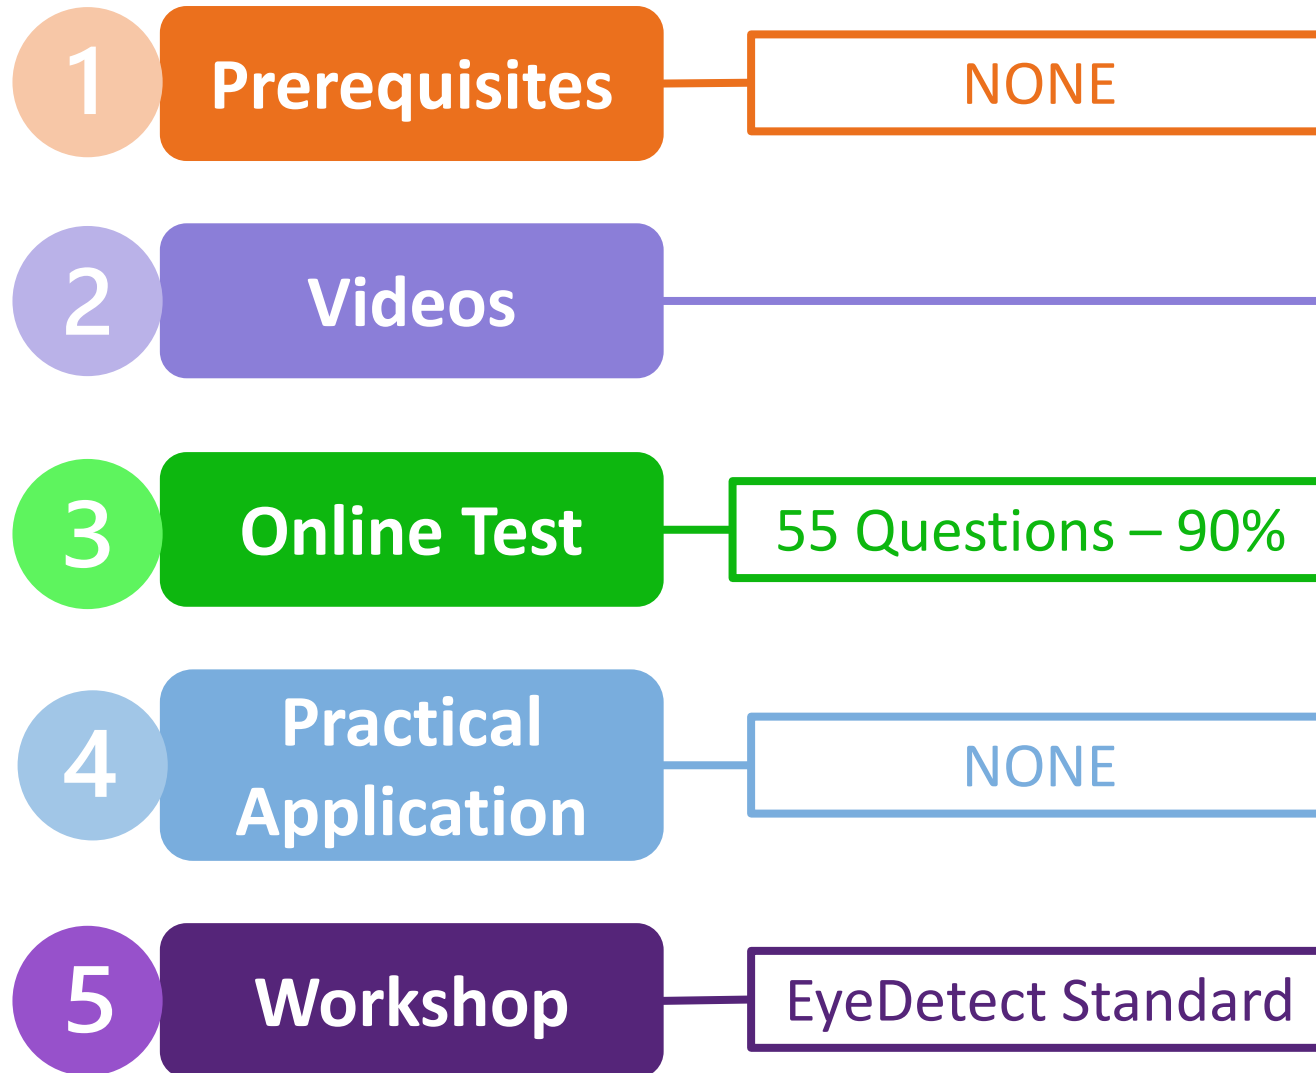 1
Prerequisites
NONE
2
Videos
3
Online Test
55 Questions – 90%
4
Practical
Application
NONE
5
Workshop
EyeDetect Standard